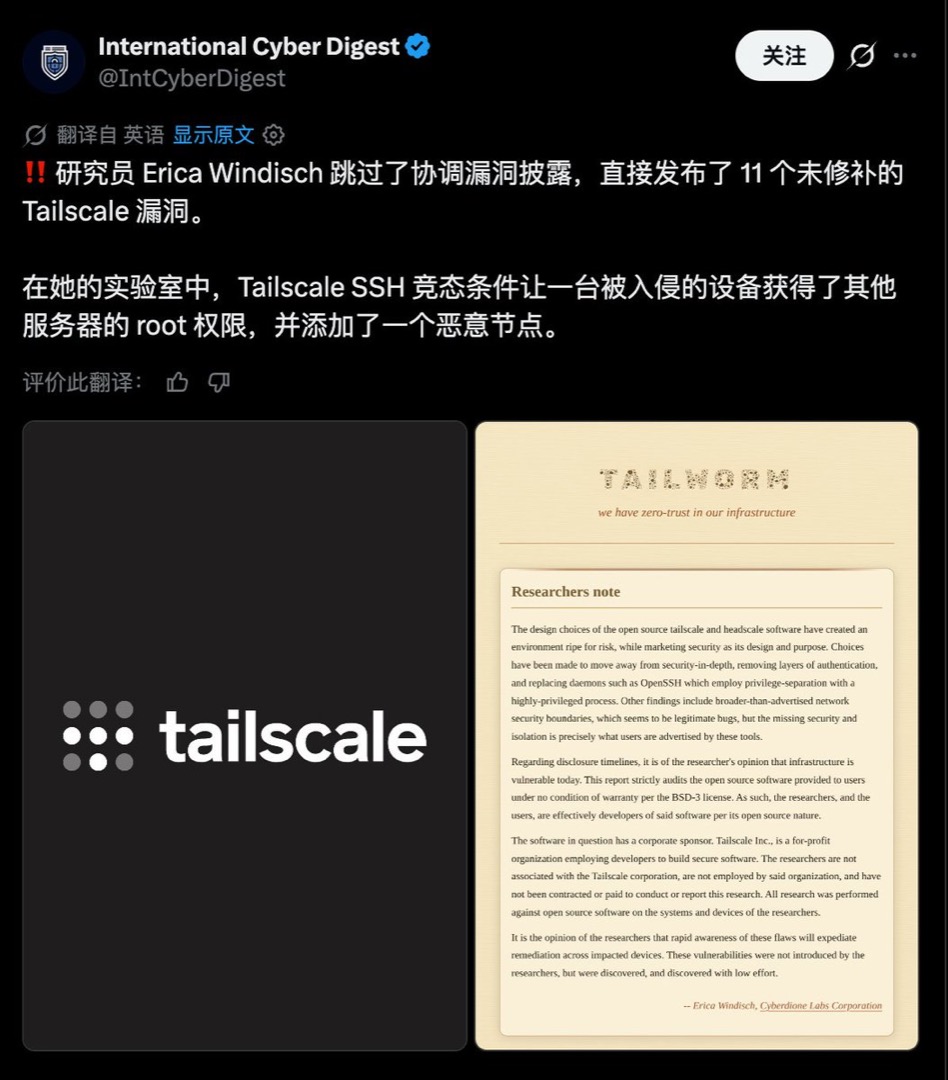 International Cyber Digest
@IntCyberDigest
关注
翻译自 英语 显示原文
‼️ 研究员 Erica Windisch 跳过了协调漏洞披露，直接发布了 11 个未修补的
Tailscale 漏洞。
在她的实验室中，Tailscale SSH 竞态条件让一台被入侵的设备获得了其他
服务器的 root 权限，并添加了一个恶意节点。
评价此翻译：
tailscale
TAILWORM
we have zero-trust in our infrastructure
Researchers note
The design choices of the open source tailscale and headscale software have created an
environment ripe for risk, while marketing security as its design and purpose. Choices
have been made to move away from security-in-depth, removing layers of authentication,
and replacing daemons such as OpenSSH which employ privilege-separation with a
highly-privileged process. Other findings include broader-than-advertised network
security boundaries, which seems to be legitimate bugs, but the missing security and
isolation is precisely what users are advertised by these tools.
Regarding disclosure timelines, it is of the researcher's opinion that infrastructure is
vulnerable today. This report strictly audits the open source software provided to users
under no condition of warranty per the BSD-3 license. As such, the researchers, and the
users, are effectively developers of said software per its open source nature.
The software in question has a corporate sponsor. Tailscale Inc., is a for-profit
organization employing developers to build secure software. The researchers are not
associated with the Tailscale corporation, are not employed by said organization, and have
not been contracted or paid to conduct or report this research. All research was performed
against open source software on the systems and devices of the researchers.
It is the opinion of the researchers that rapid awareness of these flaws will expediate
remediation across impacted devices. These vulnerabilities were not introduced by the
researchers, but were discovered, and discovered with low effort.
-- Erica Windisch, Cyberdione Labs Corporation